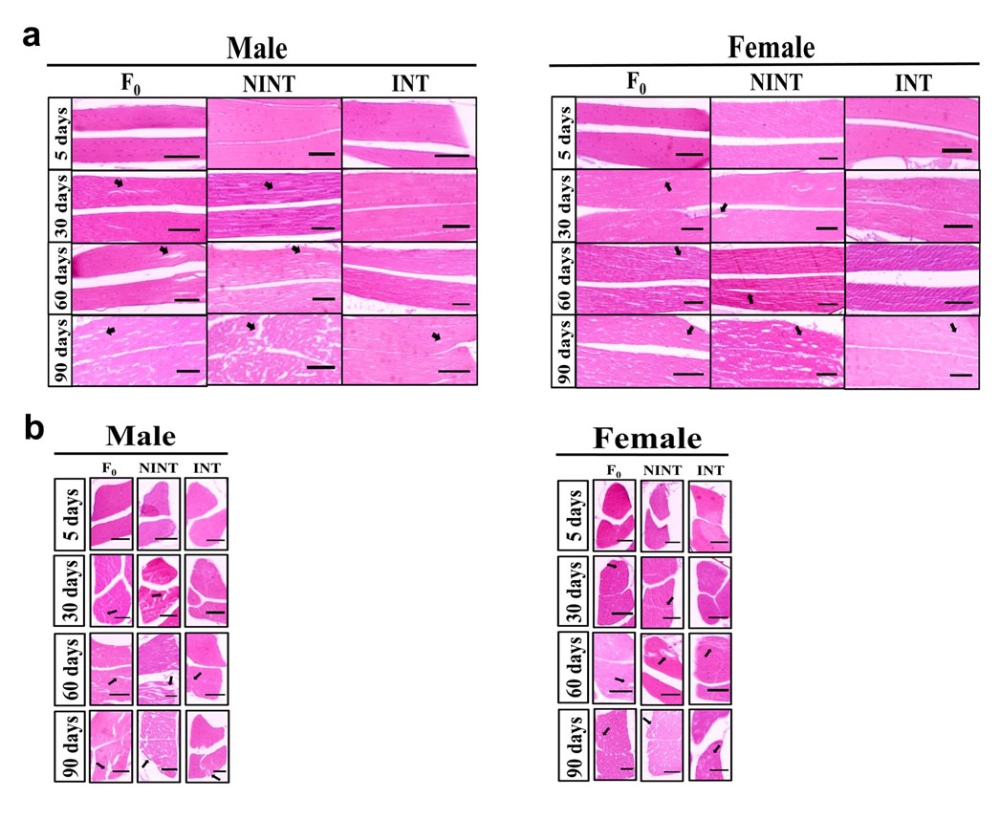 a
Male
Female
F0 NINT INT
F0 NINT INT
5 days
5 days
30 days
30 days
60 days
60 days
90 days
90 days
b
Male
Female
F0 NINT INT
F0 NINT INT
5 days
5 days
30 days
30 days
60 days
60 days
90 days
90 days